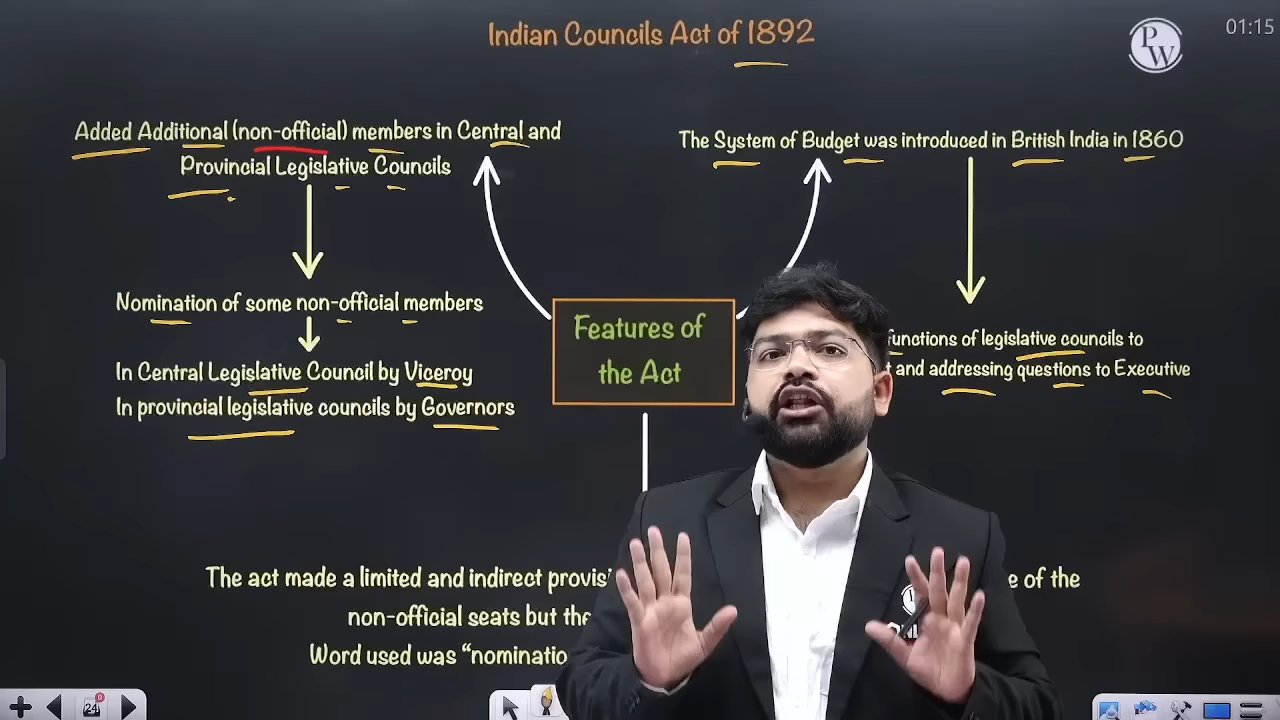 Indian Councils Act of 1892
PW
01:15
Added Additional (non-official) members in Central and
Provincial Legislative Councils
The System of Budget was introduced in British India in 1860
Nomination of some non-official members
In Central Legislative Council by Viceroy
In provincial legislative councils by Governors
Features of
the Act
functions of legislative councils to
and addressing questions to Executive
The act made a limited and indirect
of the
non-official seats but
Word used was
24